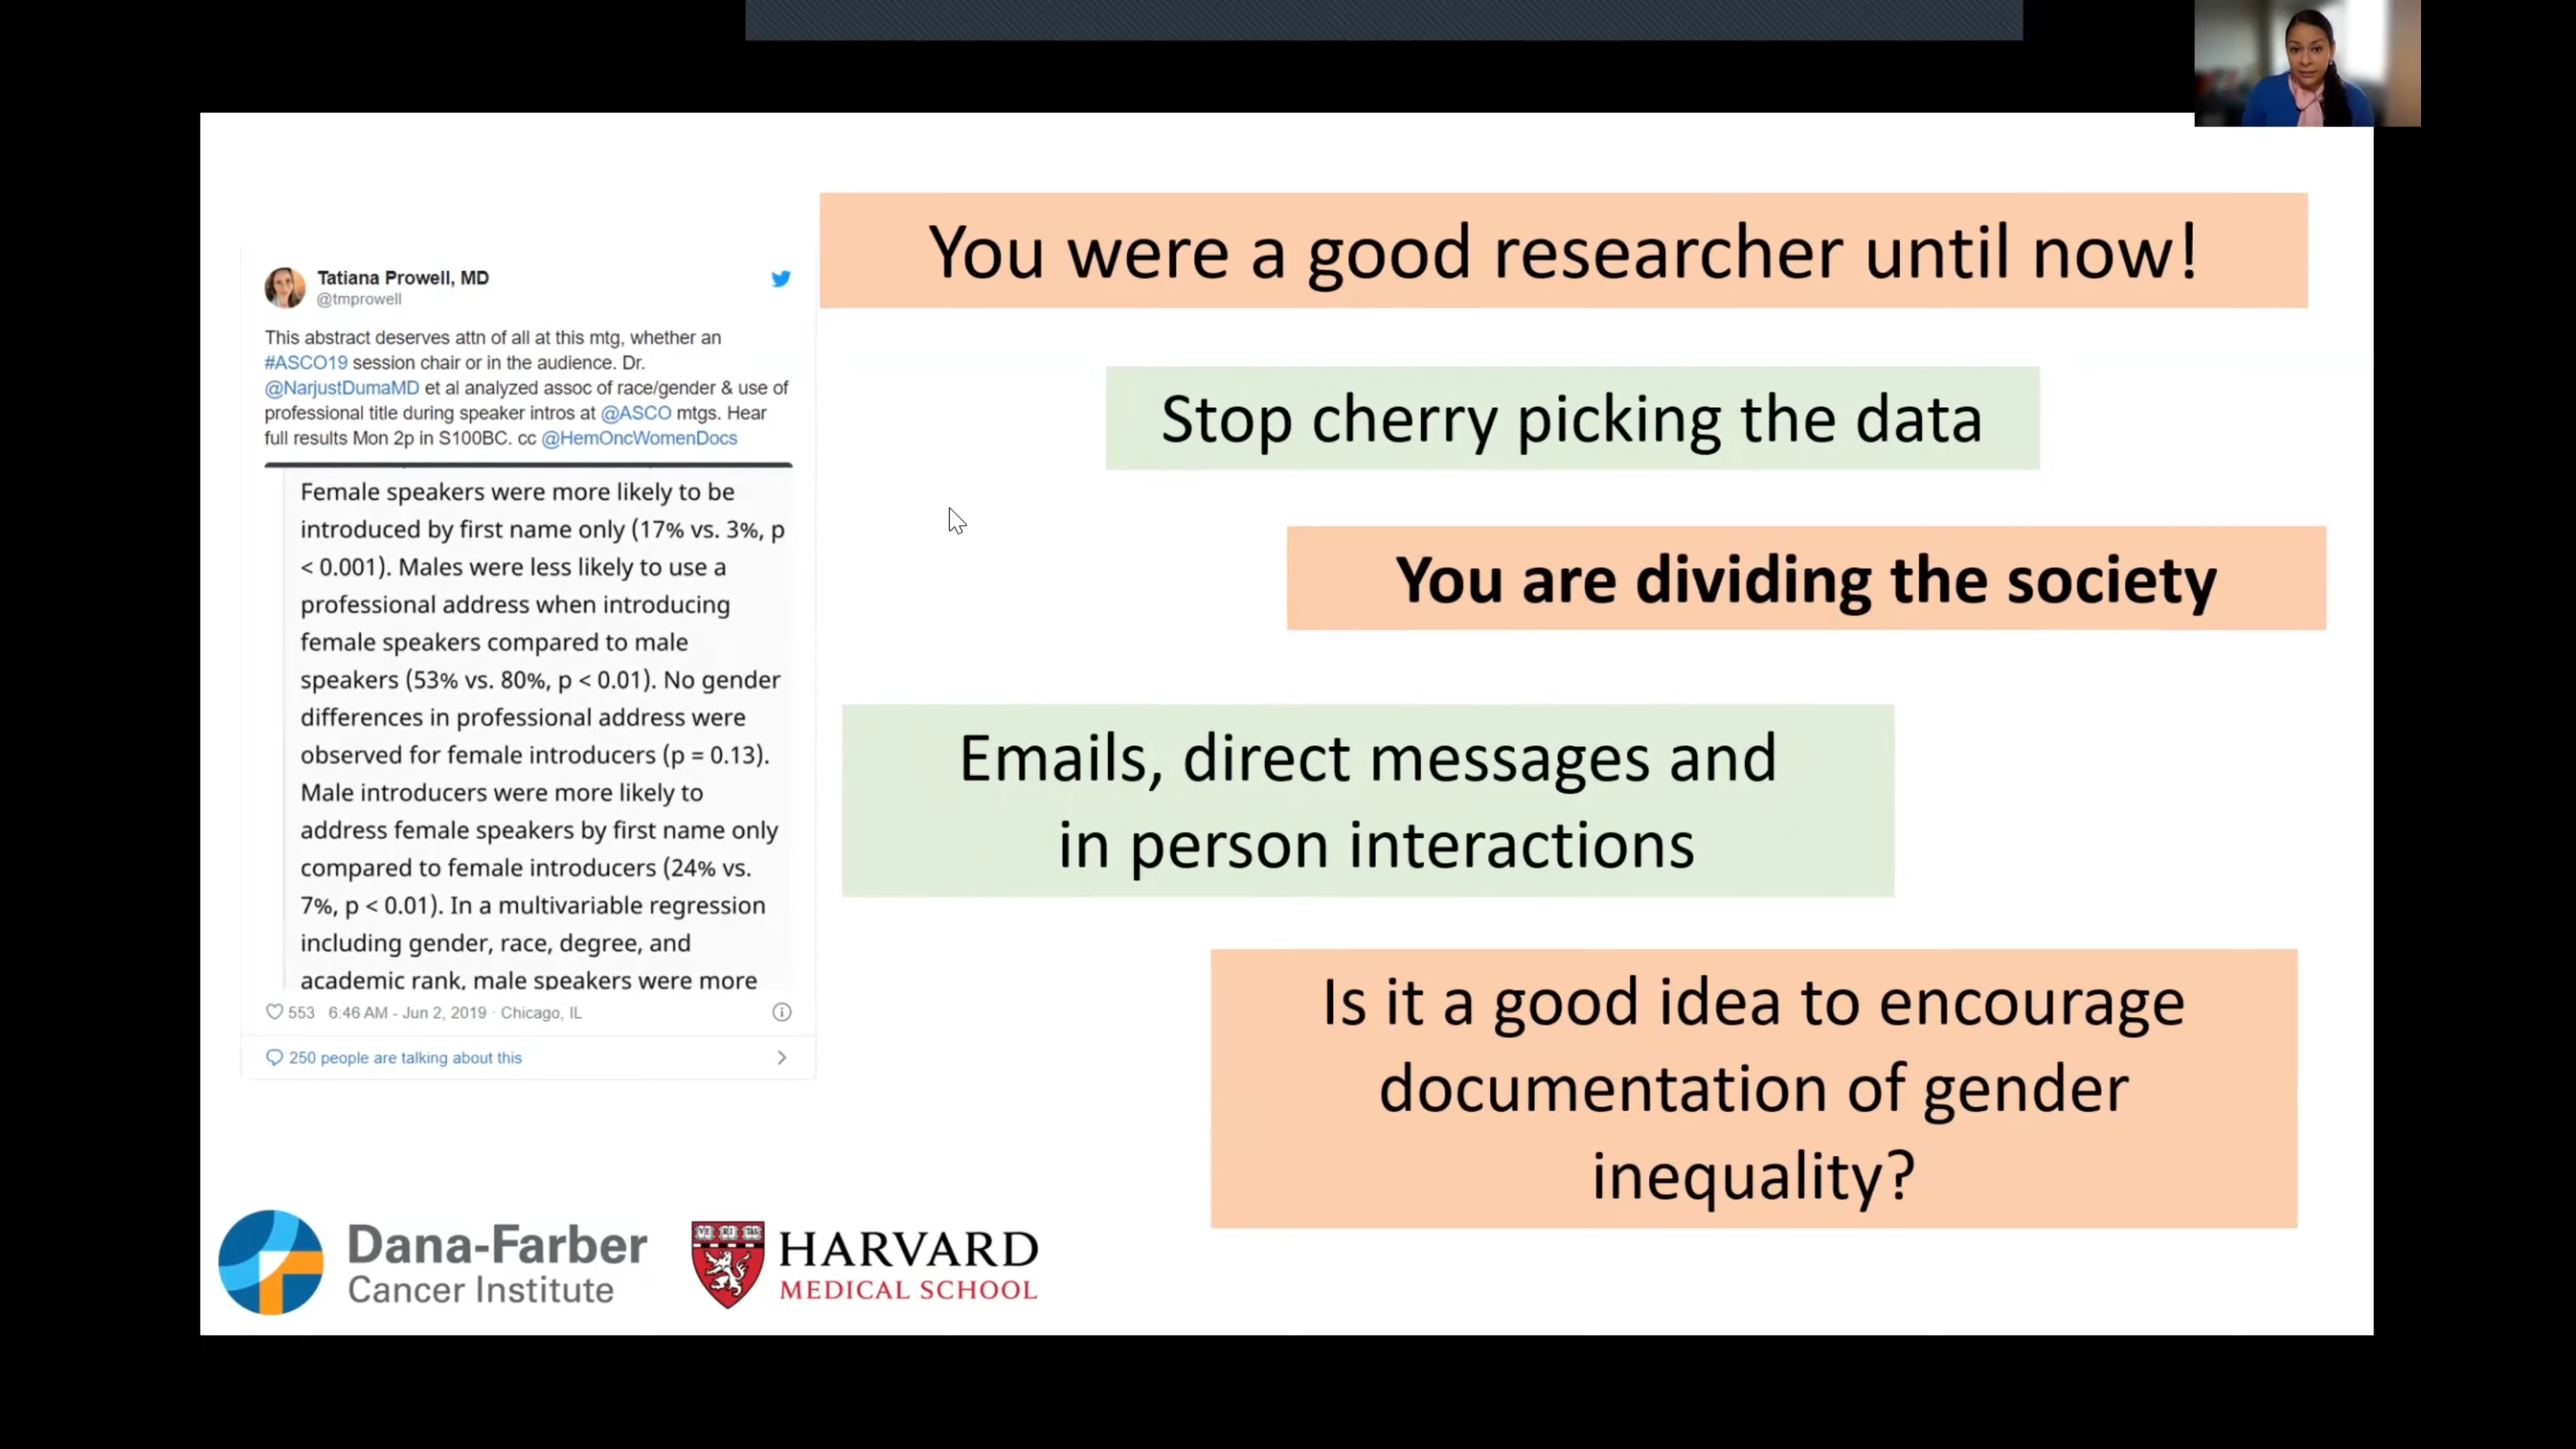 Tatiana Prowell, MD
@tmprowell
This abstract deserves attn of all at this mtg, whether an
#ASCO19 session chair or in the audience. Dr.
@NarjustDumaMD et al analyzed assoc of race/gender & use of
professional title during speaker intros at @ASCO mtgs. Hear
full results Mon 2p in S100BC. cc @HemOncWomenDocs
Female speakers were more likely to be
introduced by first name only (17% vs. 3%, p
< 0.001). Males were less likely to use a
professional address when introducing
female speakers compared to male
speakers (53% vs. 80%, p < 0.01). No gender
differences in professional address were
observed for female introducers (p = 0.13).
Male introducers were more likely to
address female speakers by first name only
compared to female introducers (24% vs.
7%, p < 0.01). In a multivariable regression
including gender, race, degree, and
academic rank, male speakers were more
553 6:46 AM - Jun 2, 2019 · Chicago, IL
250 people are talking about this
You were a good researcher until now!
Stop cherry picking the data
You are dividing the society
Emails, direct messages and
in person interactions
Is it a good idea to encourage
documentation of gender
inequality?
Dana-Farber
Cancer Institute
HARVARD
MEDICAL SCHOOL